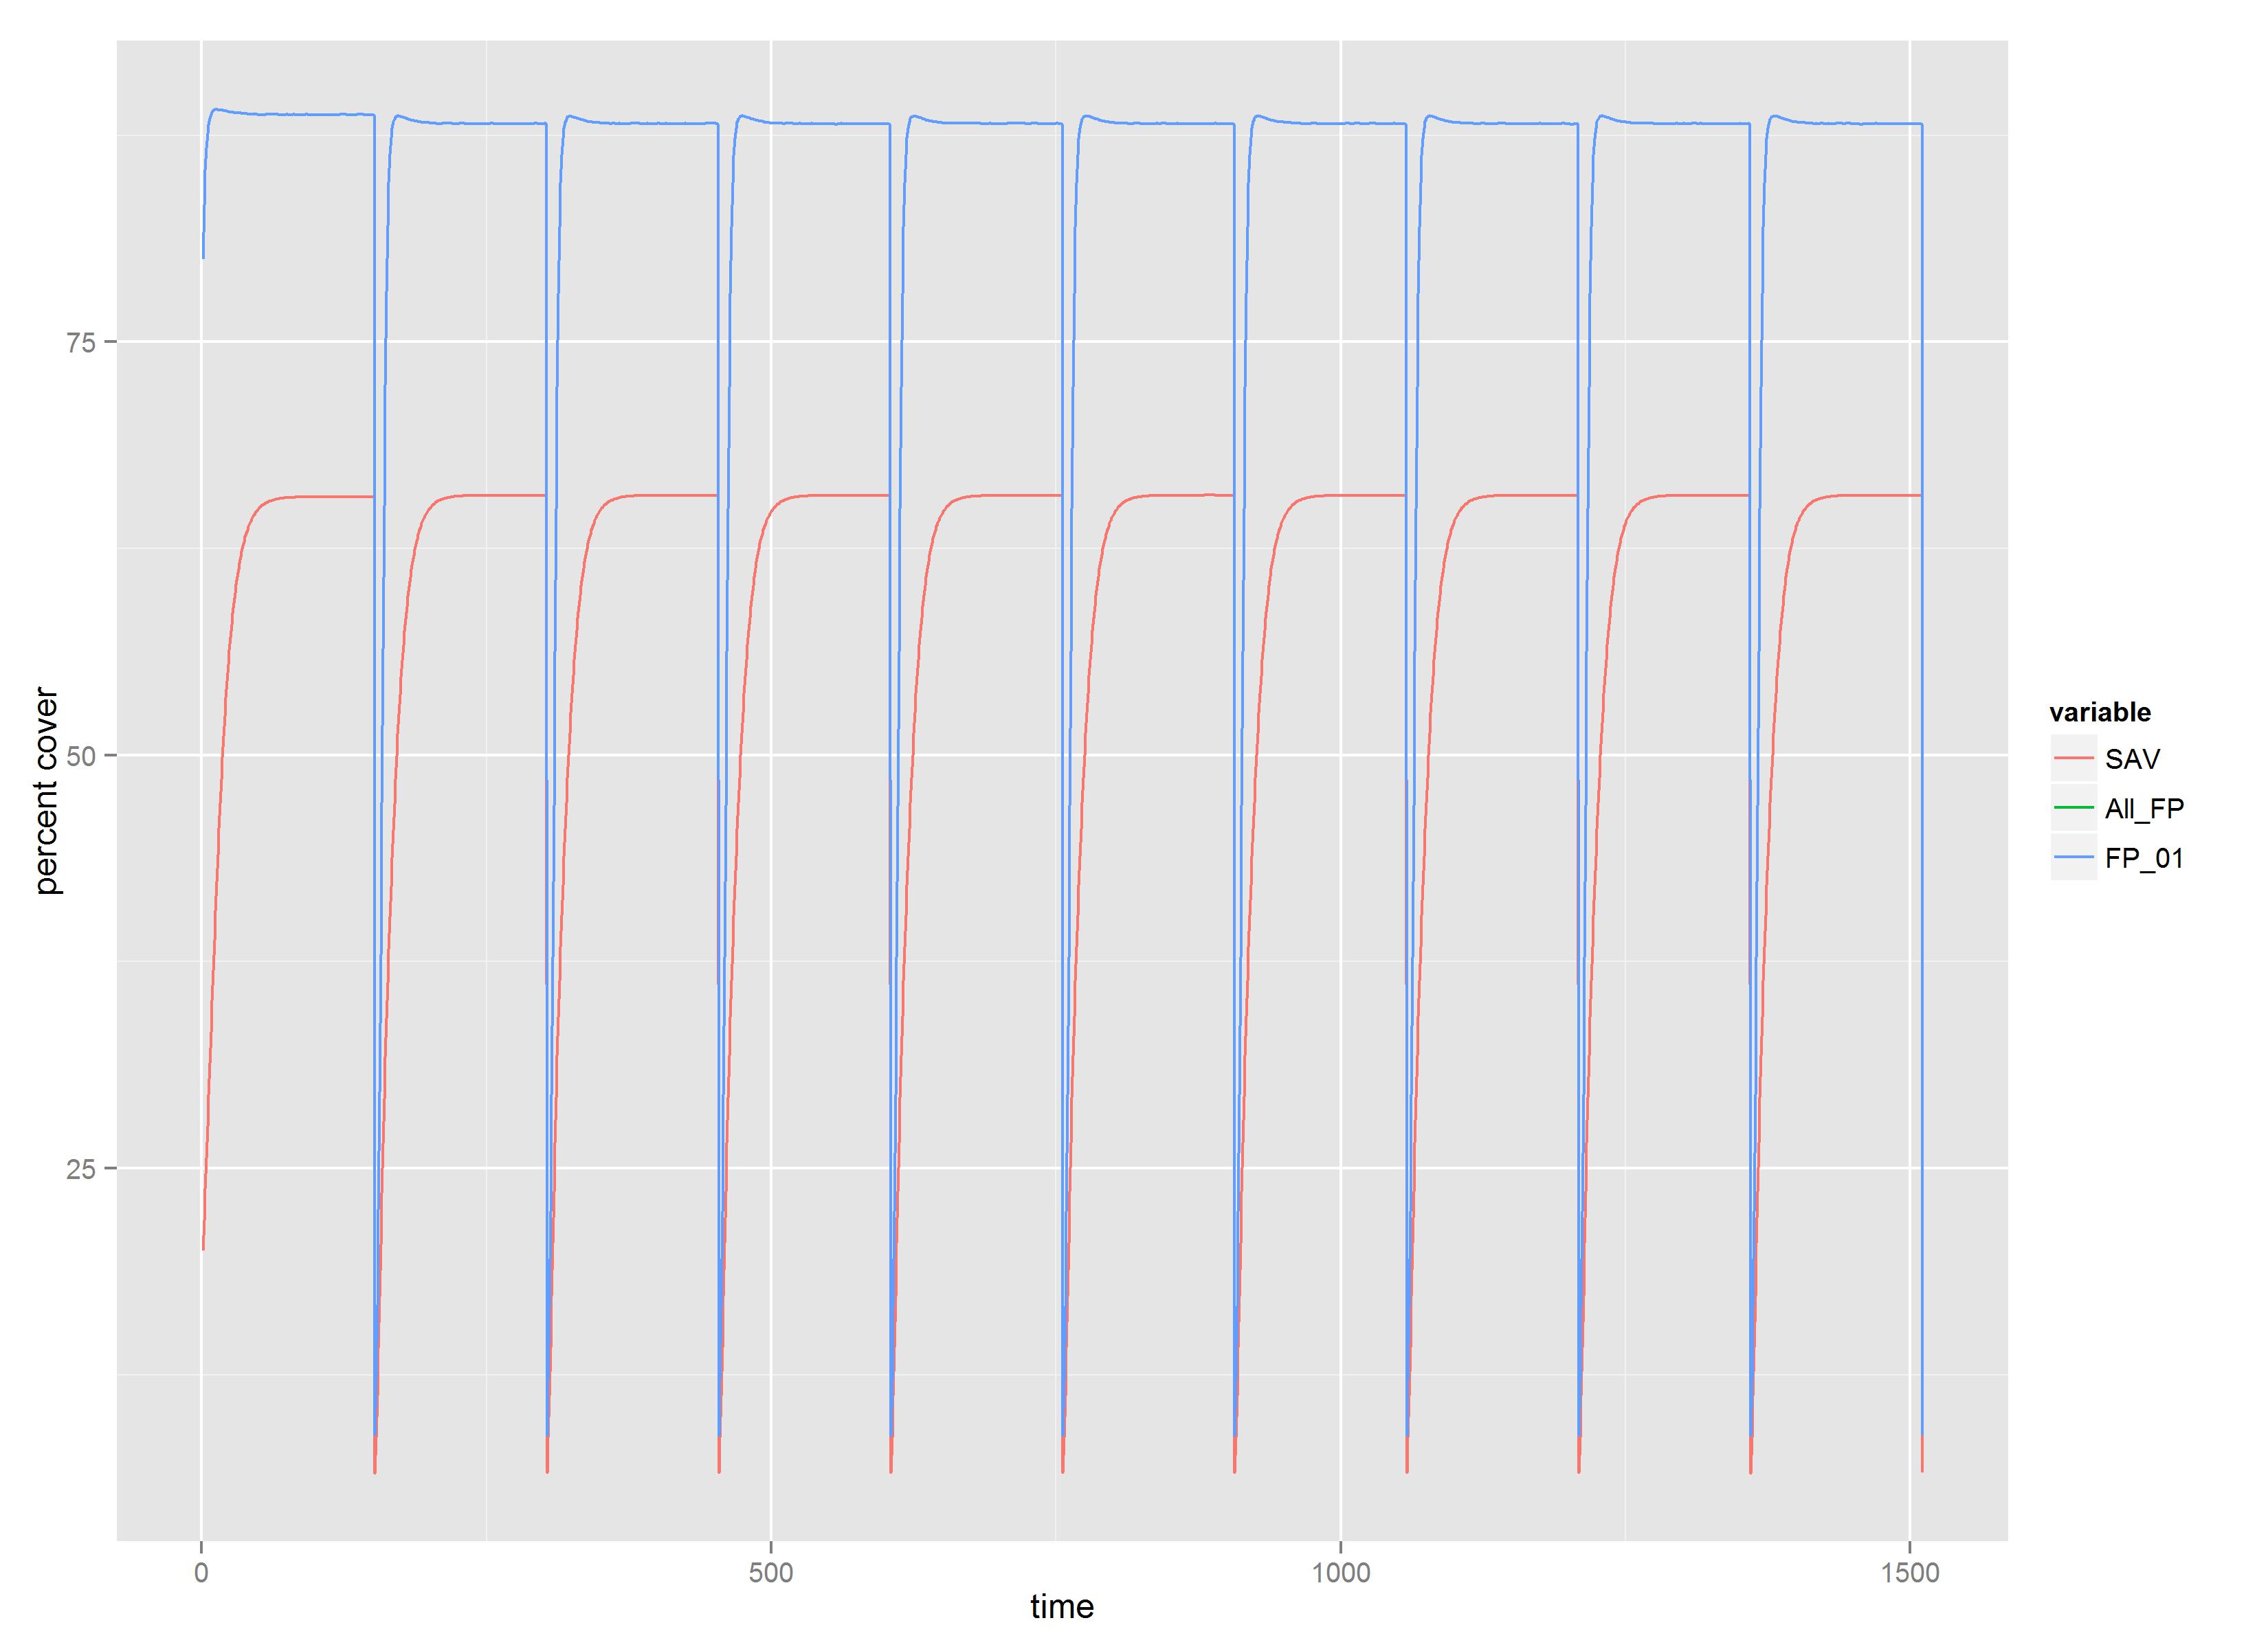 percent cover
75
50
25
0
500
1000
1500
time
variable
SAV
All_FP
FP_01